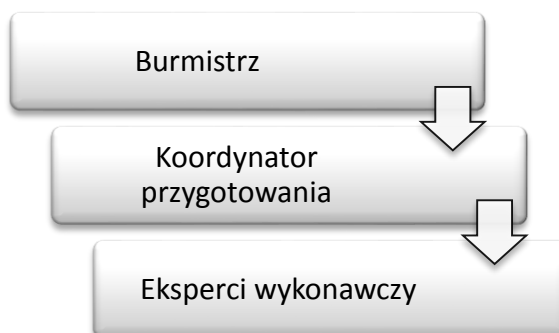 Burmistrz
Koordynator
przygotowania
Eksperci wykonawczy